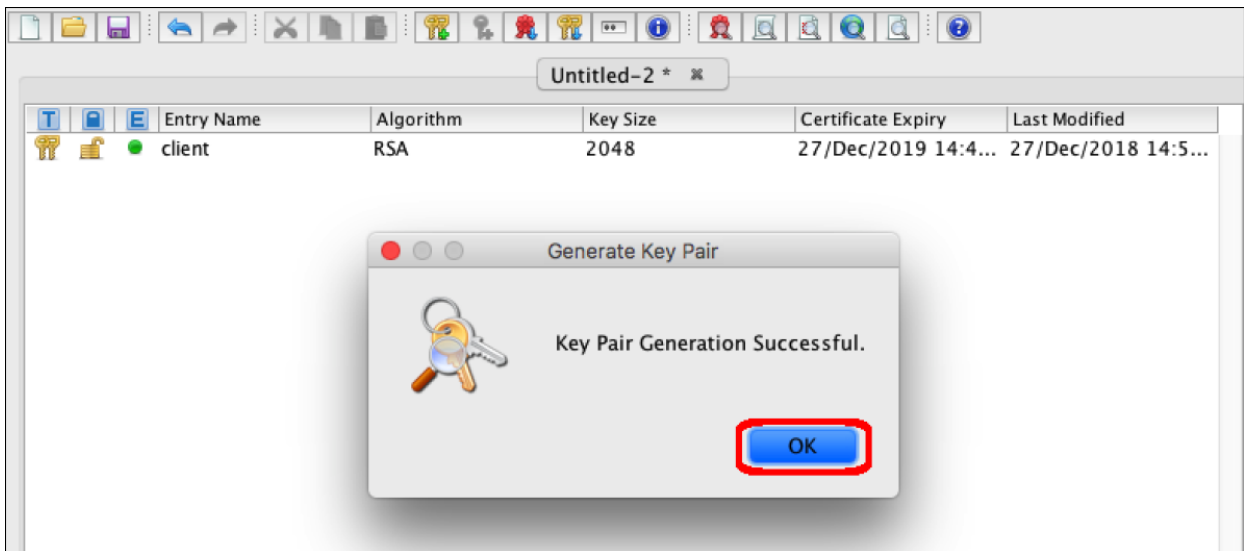 Untitled-2 *
T E Entry Name Algorithm Key Size Certificate Expiry Last Modified
client RSA 2048 27/Dec/2019 14:4... 27/Dec/2018 14:5...
Generate Key Pair
Key Pair Generation Successful.
OK